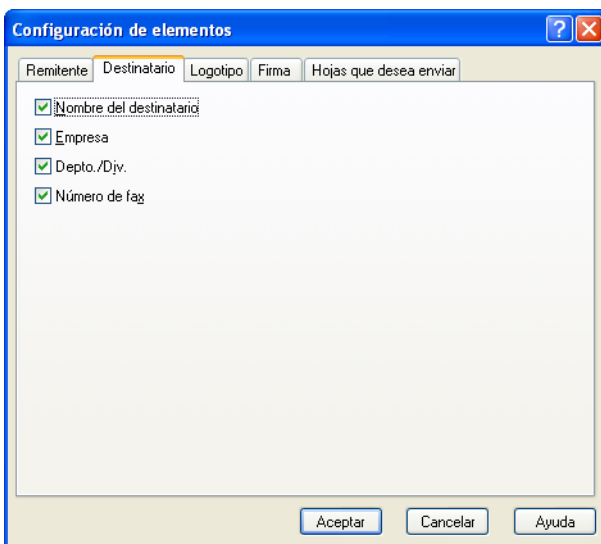 Configuración de elementos
Remitente Destinatario Logotipo Firma Hojas que desea enviar
Nombre del destinatario
Empresa
Depto./Div.
Número de fax
Aceptar Cancelar Ayuda